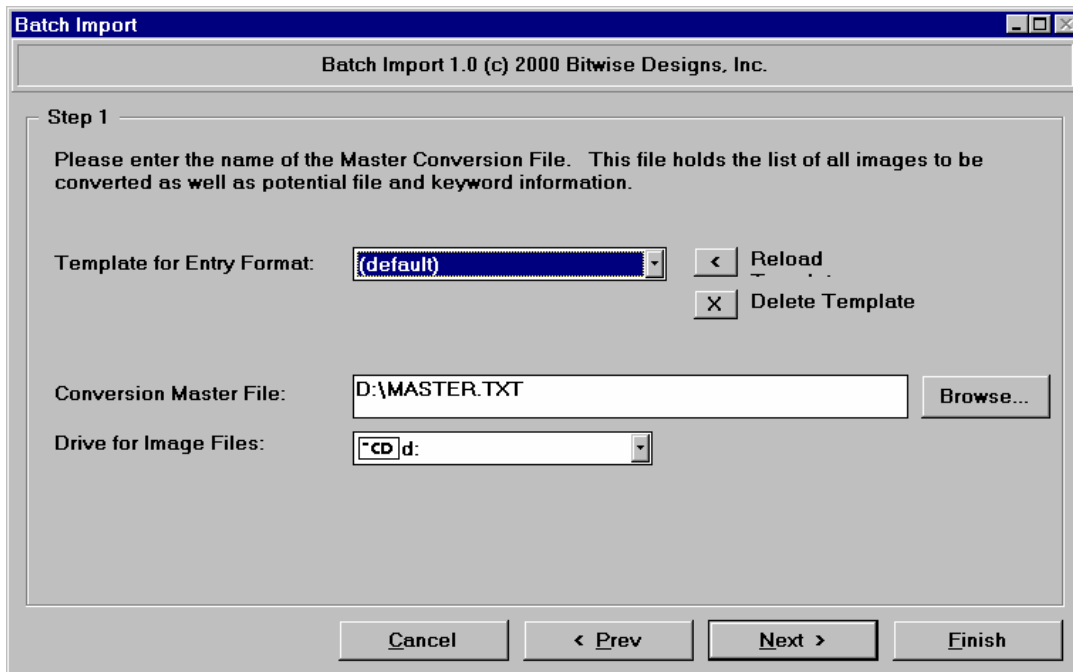 Batch Import
Batch Import 1.0 (c) 2000 Bitwise Designs, Inc.
Step 1
Please enter the name of the Master Conversion File.   This file holds the list of all images to be
converted as well as potential file and keyword information.
Template for Entry Format:
(default)
< Reload
X Delete Template
Conversion Master File:
D:\MASTER.TXT
Browse...
Drive for Image Files:
CD d:
Cancel
< Prev
Next >
Finish